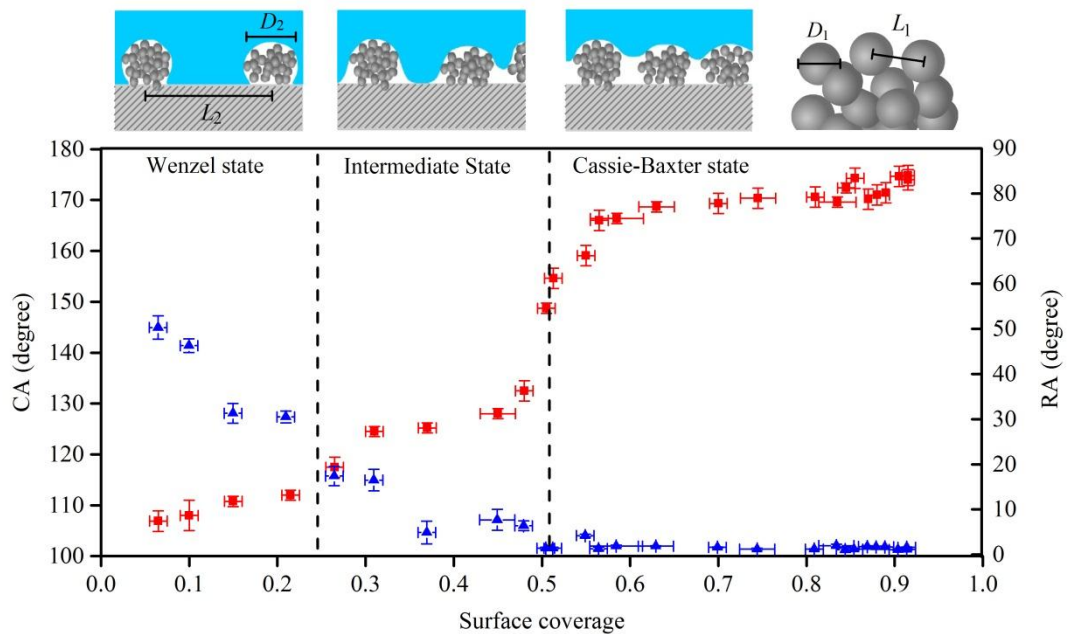 D2
L2
D1
L1
Wenzel state
Intermediate State
Cassie-Baxter state
180
170
160
150
140
130
120
110
100
CA (degree)
90
80
70
60
50
40
30
20
10
0
RA (degree)
0.0 0.1 0.2 0.3 0.4 0.5 0.6 0.7 0.8 0.9 1.0
Surface coverage